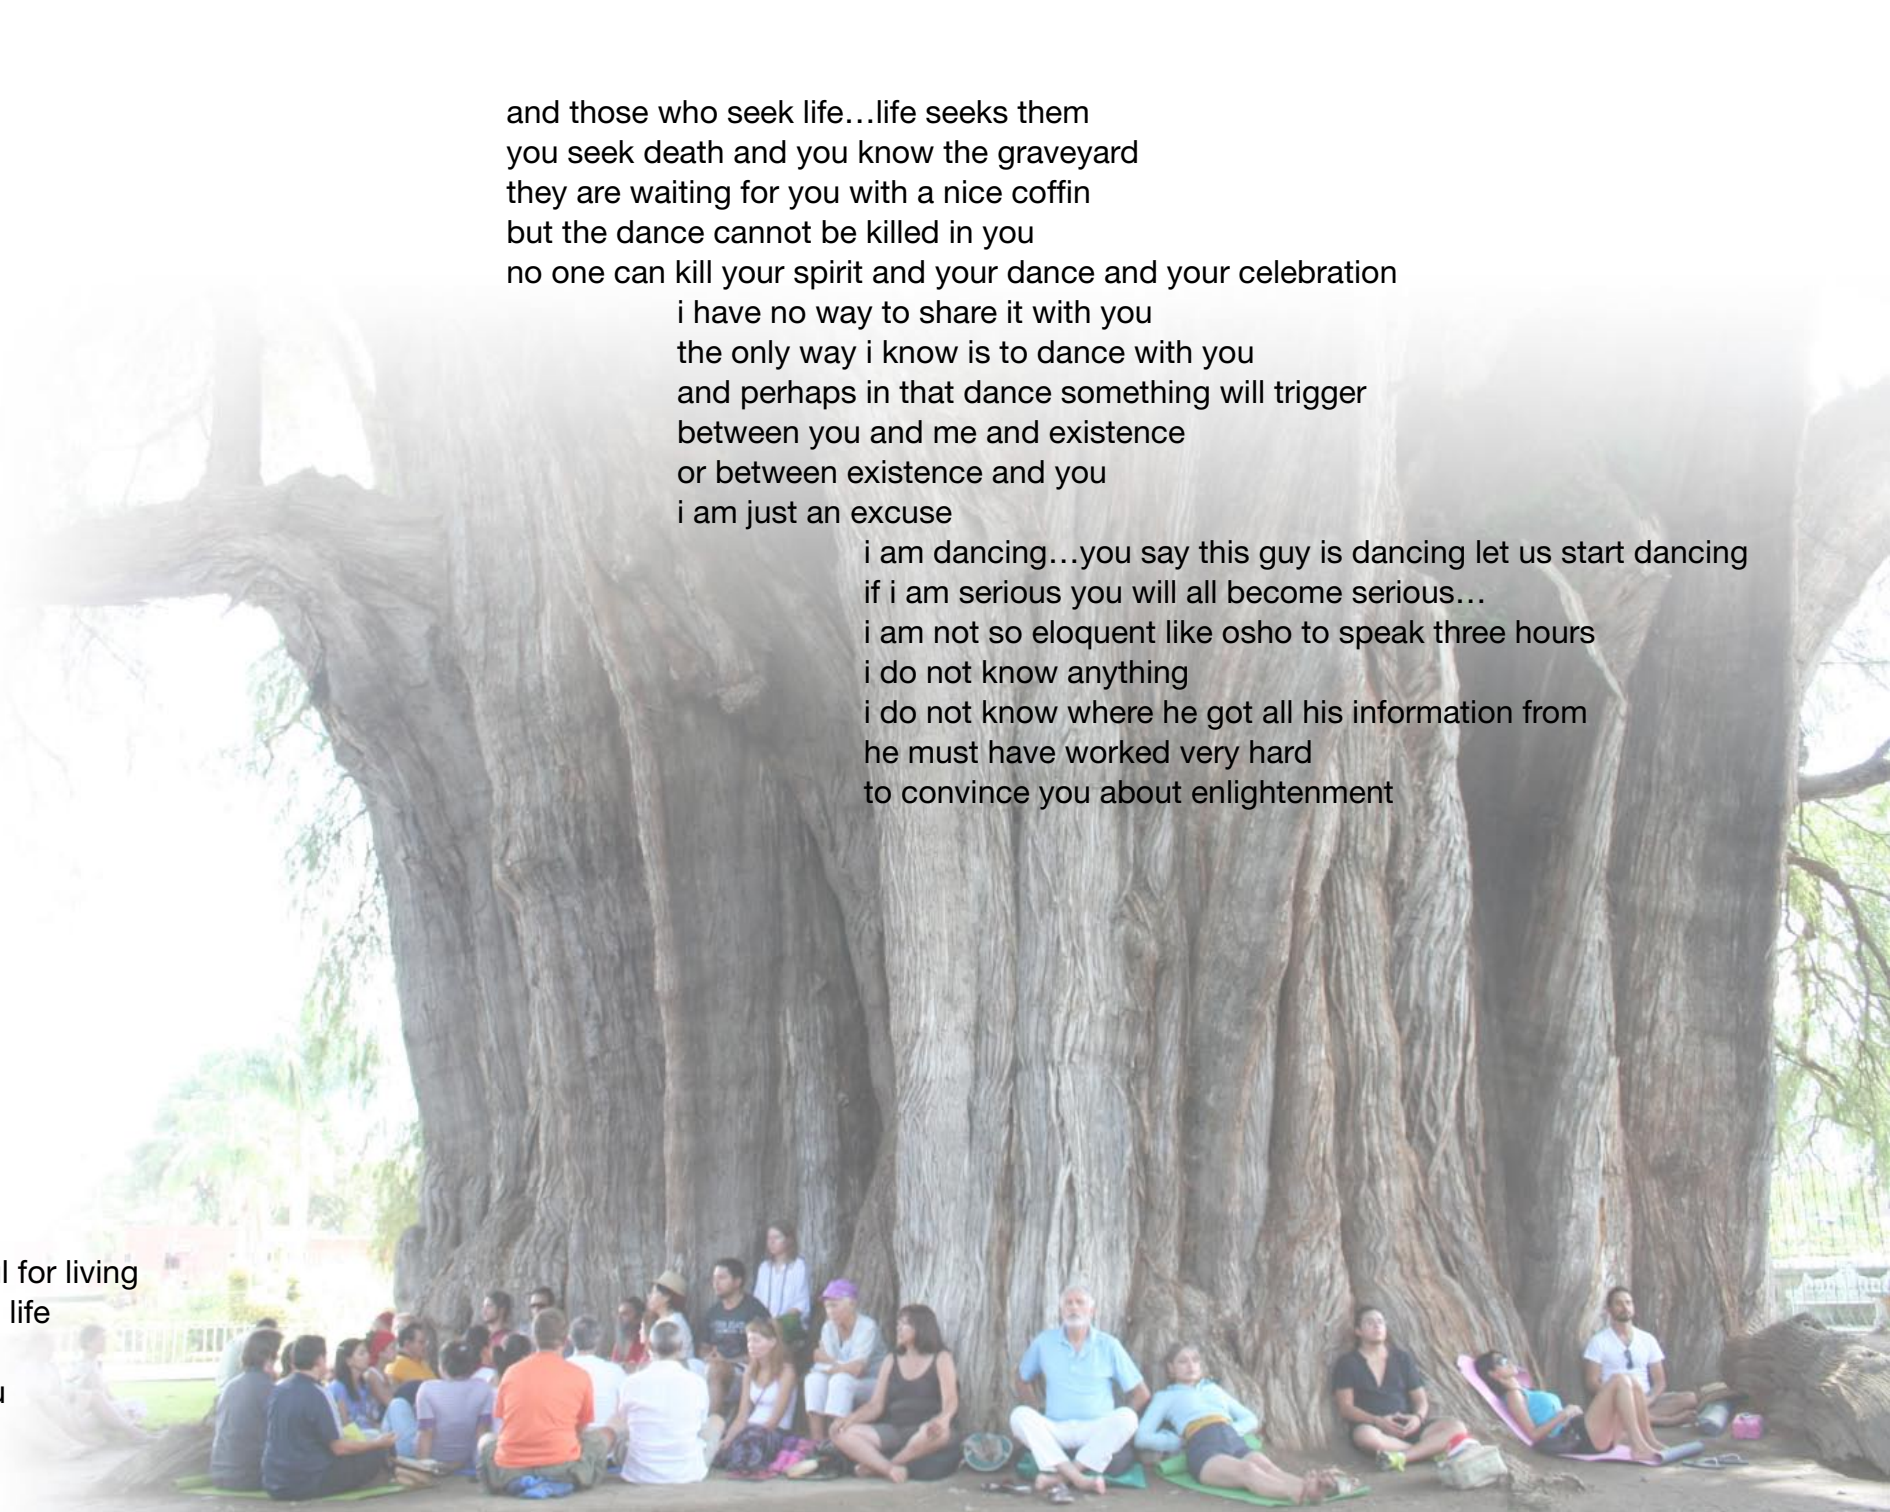 and those who seek life…life seeks them
you seek death and you know the graveyard
they are waiting for you with a nice coffin
but the dance cannot be killed in you
no one can kill your spirit and your dance and your celebration
i have no way to share it with you
the only way i know is to dance with you
and perhaps in that dance something will trigger
between you and me and existence
or between existence and you
i am just an excuse
i am dancing…you say this guy is dancing let us start dancing
if i am serious you will all become serious…
i am not so eloquent like osho to speak three hours
i do not know anything
i do not know where he got all his information from
he must have worked very hard
to convince you about enlightenment
for living
life